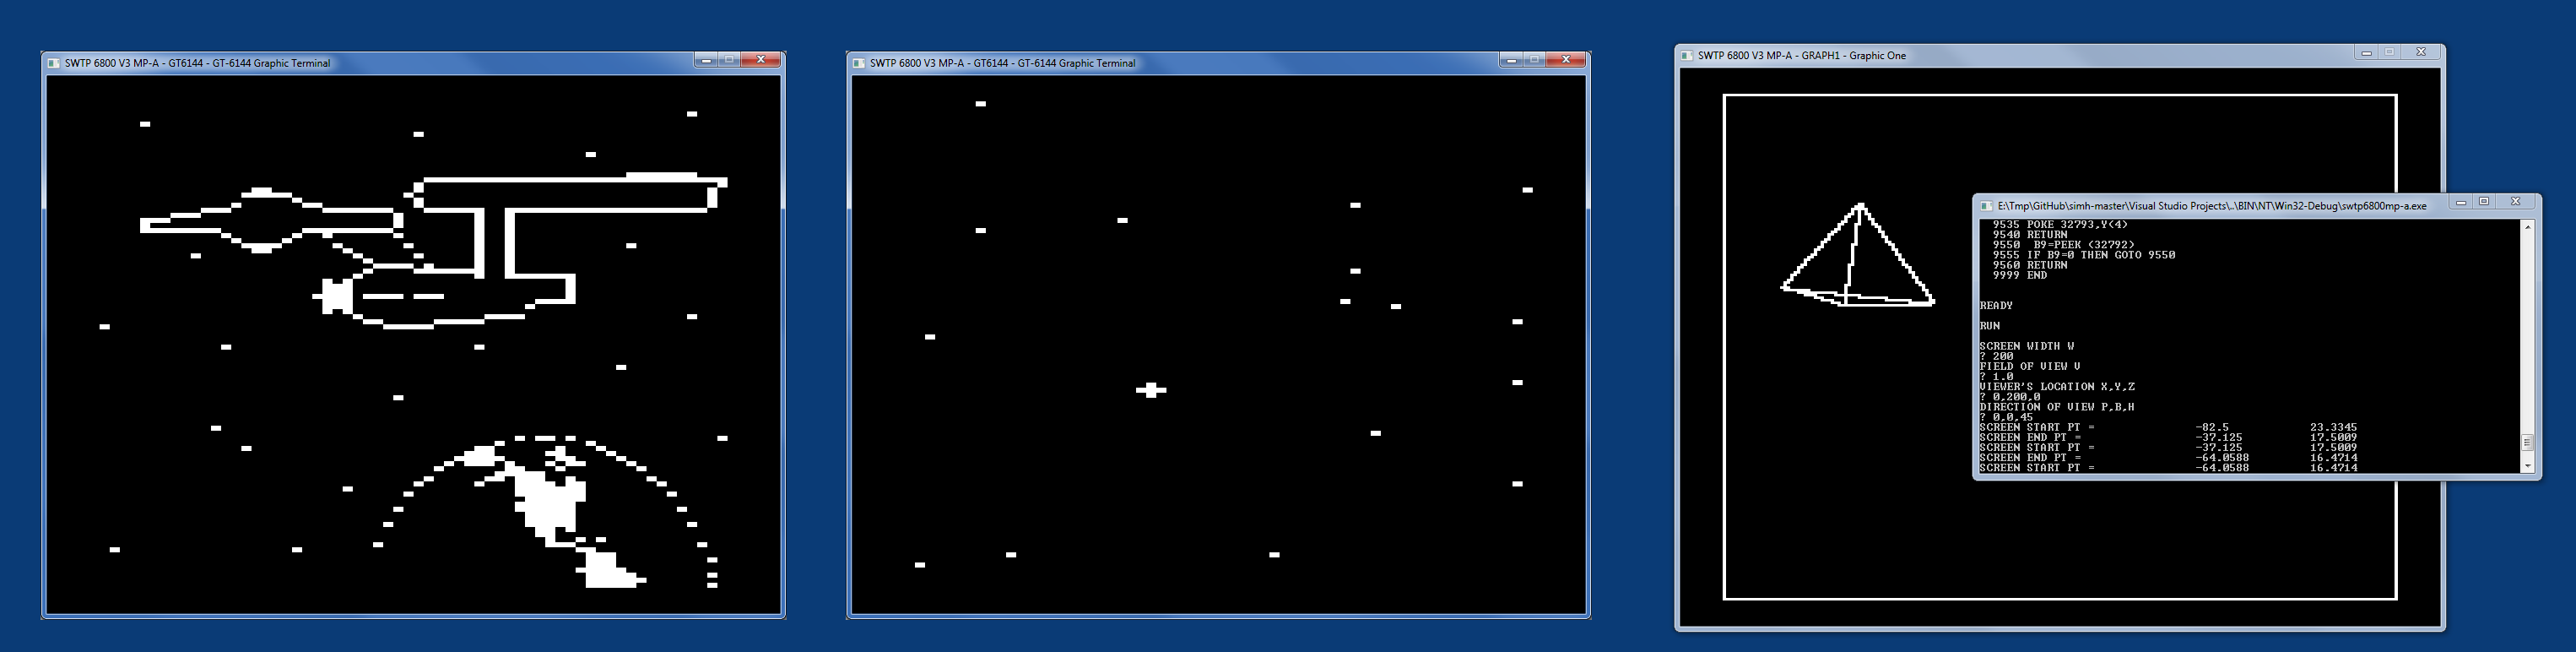 SWTP 6800 V3 MP-A - GT6144 - GT-6144 Graphic Terminal
SWTP 6800 V3 MP-A - GT6144 - GT-6144 Graphic Terminal
SWTP 6800 V3 MP-A - GRAPH1 - Graphic One
E:\Tmp\GitHub\simh-master\Visual Studio Projects\..\BIN\NT\Win32-Debug\swtp6800mp-a.exe
9535 POKE 32793,Y(4)
9540 RETURN
9550  B9=PEEK (32792)
9555 IF B9=0 THEN GOTO 9550
9560 RETURN
9999 END
READY
RUN
SCREEN WIDTH W
? 200
FIELD OF VIEW V
? 1.0
VIEWER'S LOCATION X,Y,Z
? 0,200,0
DIRECTION OF VIEW P,B,H
? 0,0,45
SCREEN START PT = -82.5 23.3345
SCREEN END PT = -37.125 17.5009
SCREEN START PT = -37.125 17.5009
SCREEN END PT = -64.0588 16.4714
SCREEN START PT = -64.0588 16.4714